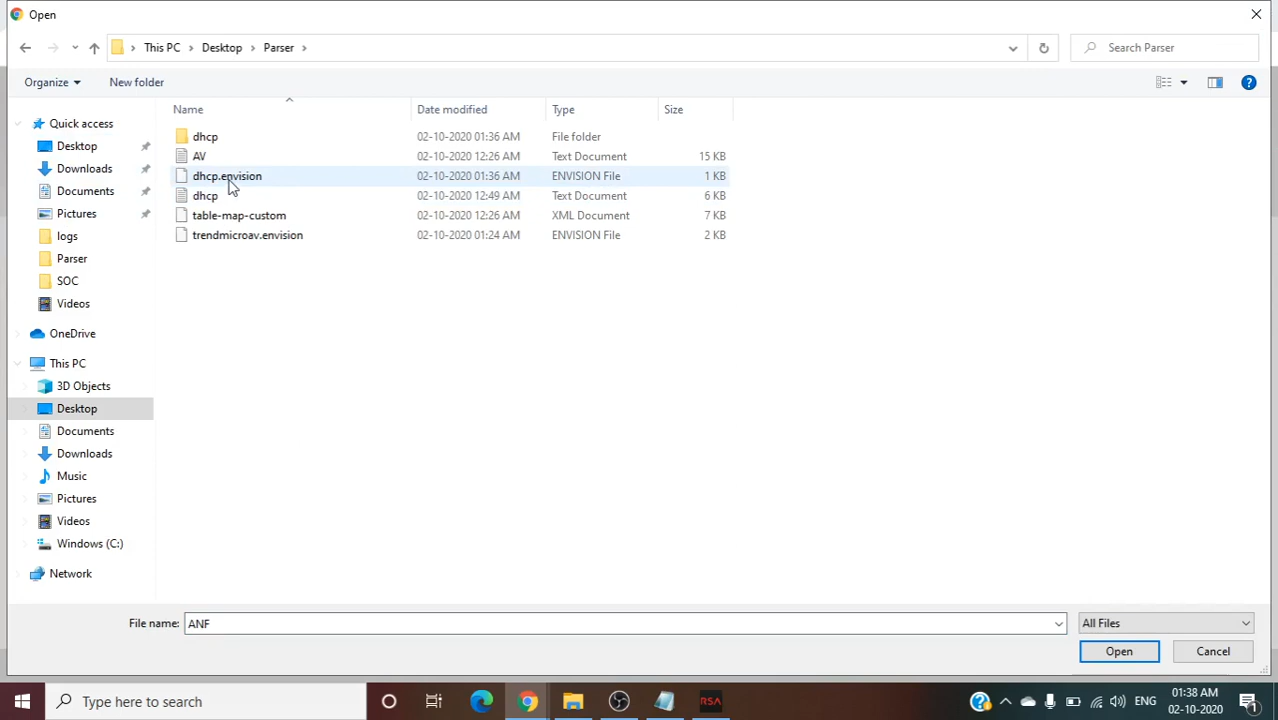 Open
This PC > Desktop > Parser >
Search Parser
Organize
New folder
Name Date modified Type Size
dhcp 02-10-2020 01:36 AM File folder
AV 02-10-2020 12:26 AM Text Document 15 KB
dhcp.envision 02-10-2020 01:36 AM ENVISION File 1 KB
dhcp 02-10-2020 12:49 AM Text Document 6 KB
table-map-custom 02-10-2020 12:26 AM XML Document 7 KB
trendmicroav.envision 02-10-2020 01:24 AM ENVISION File 2 KB
Quick access
Desktop
Downloads
Documents
Pictures
logs
Parser
SOC
Videos
OneDrive
This PC
3D Objects
Desktop
Documents
Downloads
Music
Pictures
Videos
Windows (C:)
Network
File name: ANF
All Files
Open
Cancel
Type here to search
RSA
ENG
01:38 AM
02-10-2020
1